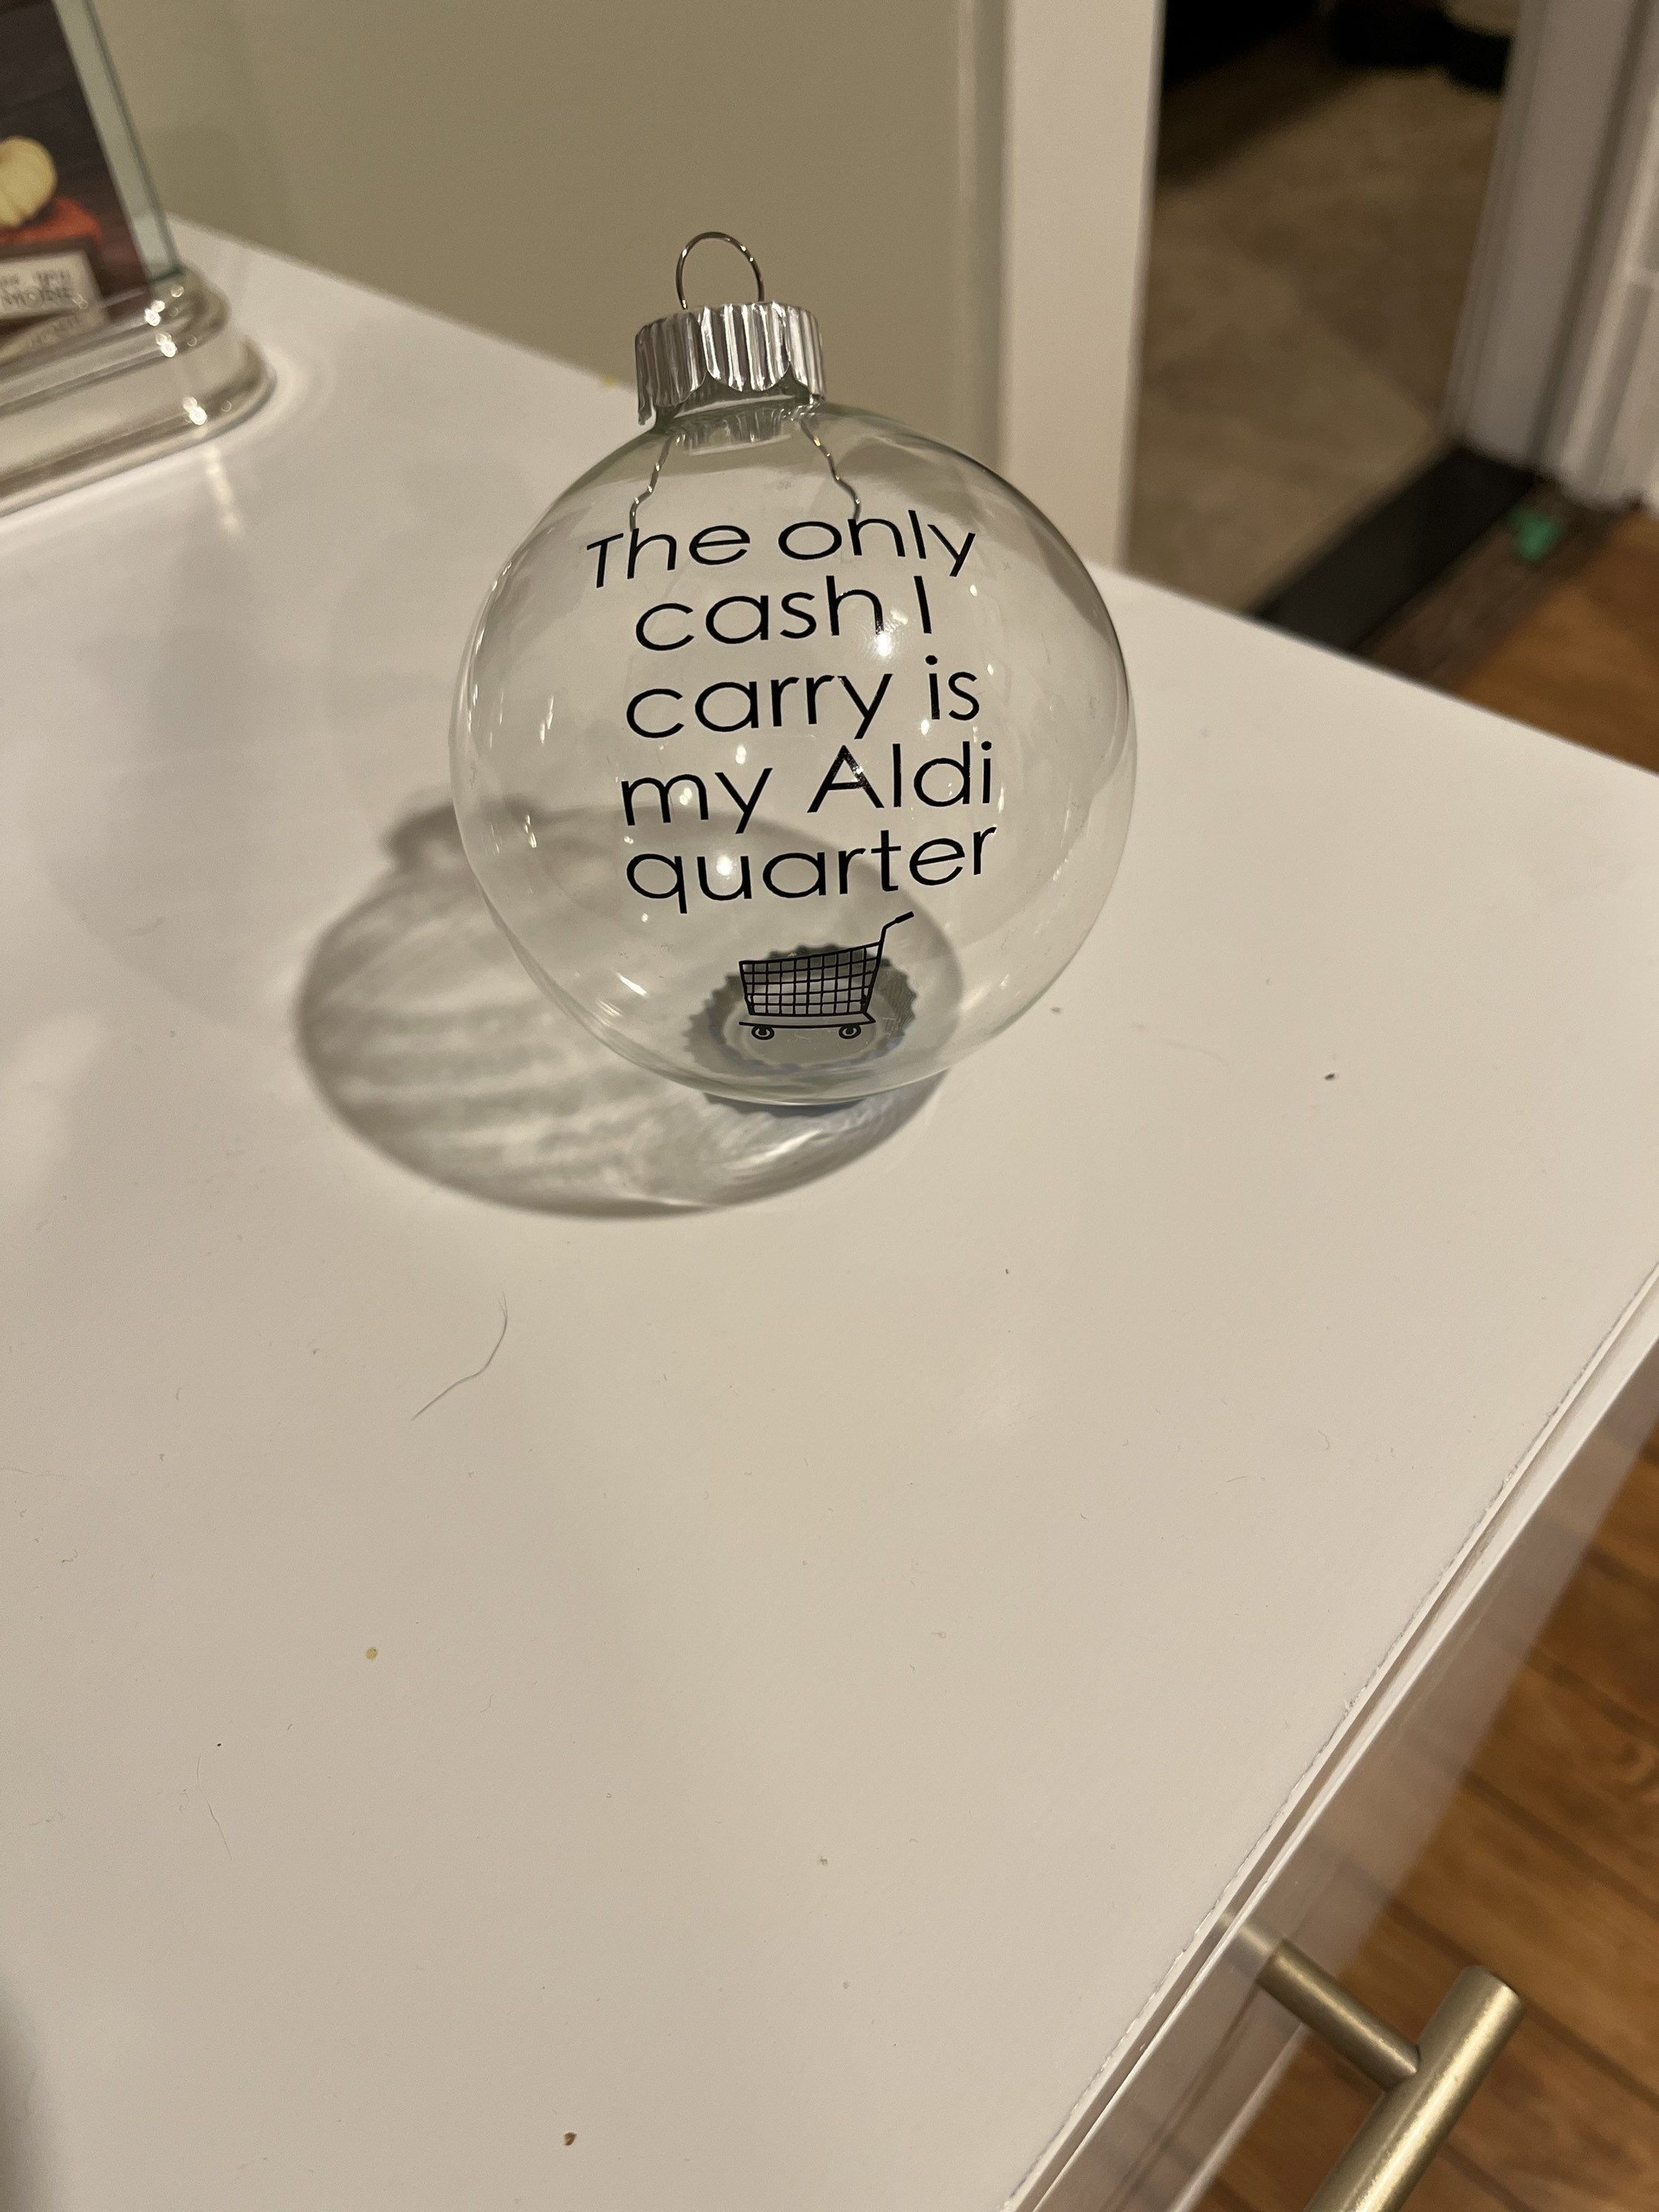 The only
cash I
carry is
my Aldi
quarter